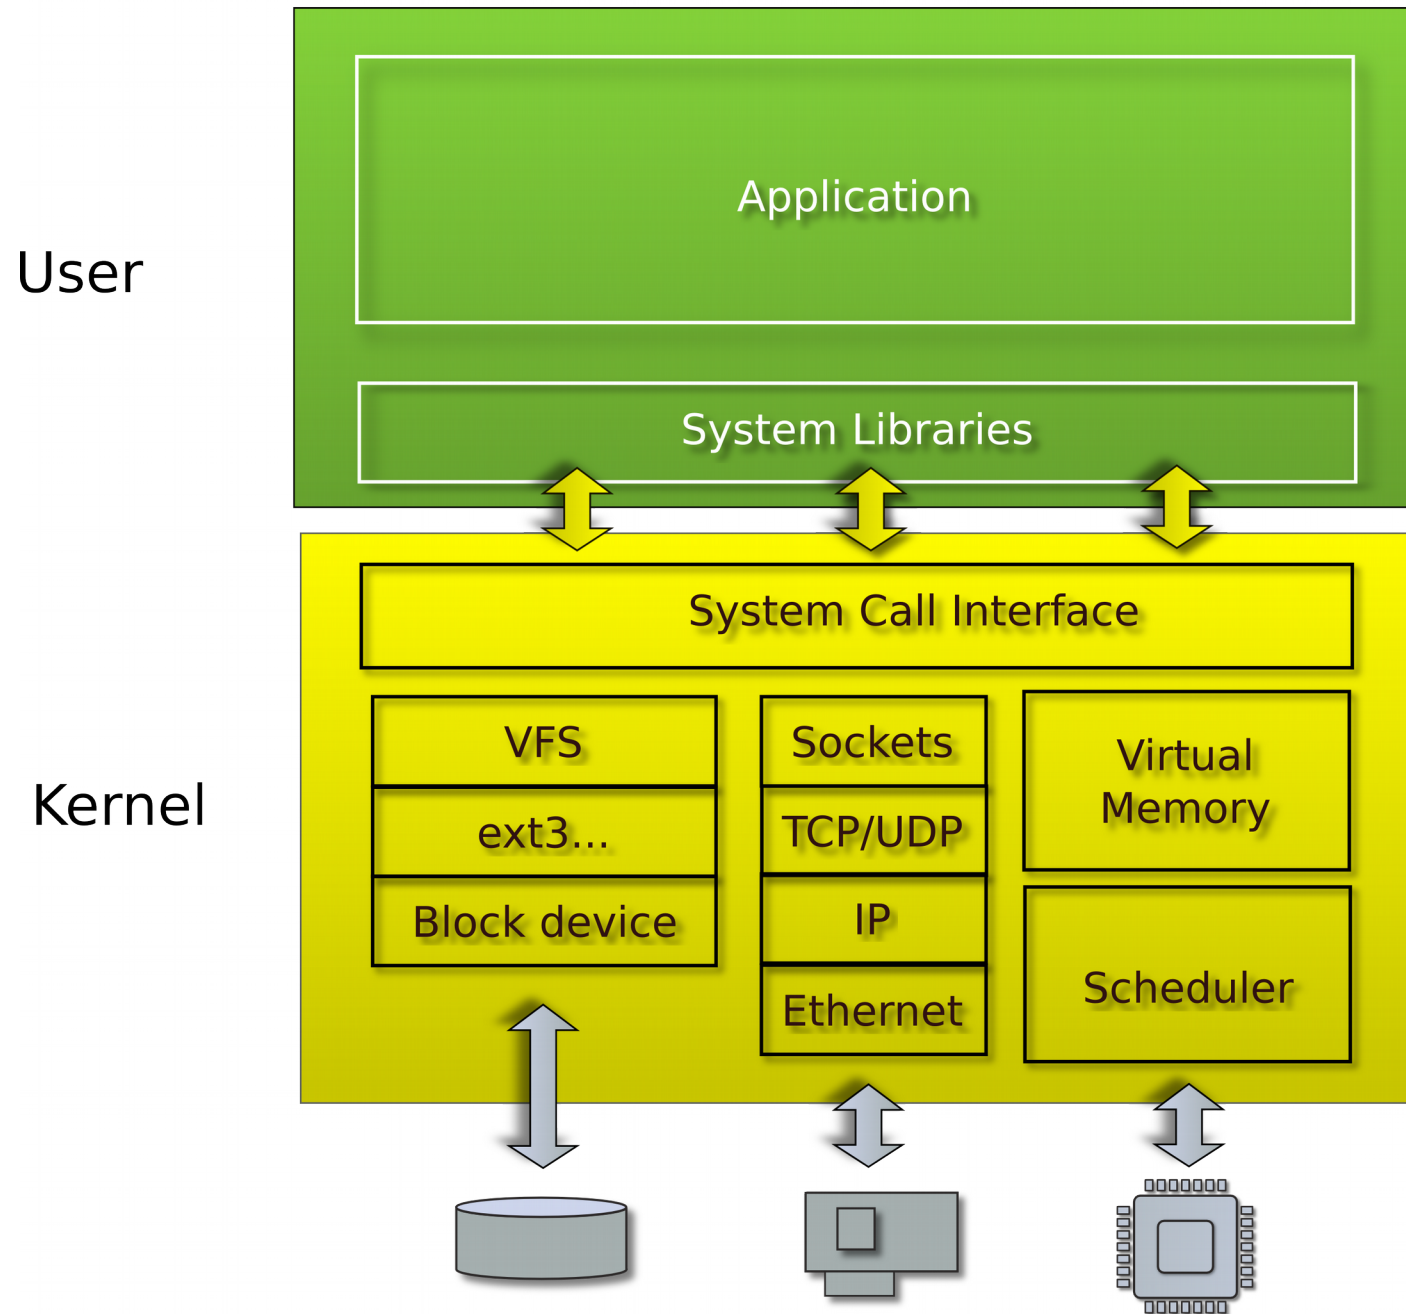 User
Application
System Libraries
Kernel
System Call Interface
VFS
ext3...
Block device
Sockets
TCP/UDP
IP
Ethernet
Virtual
Memory
Scheduler